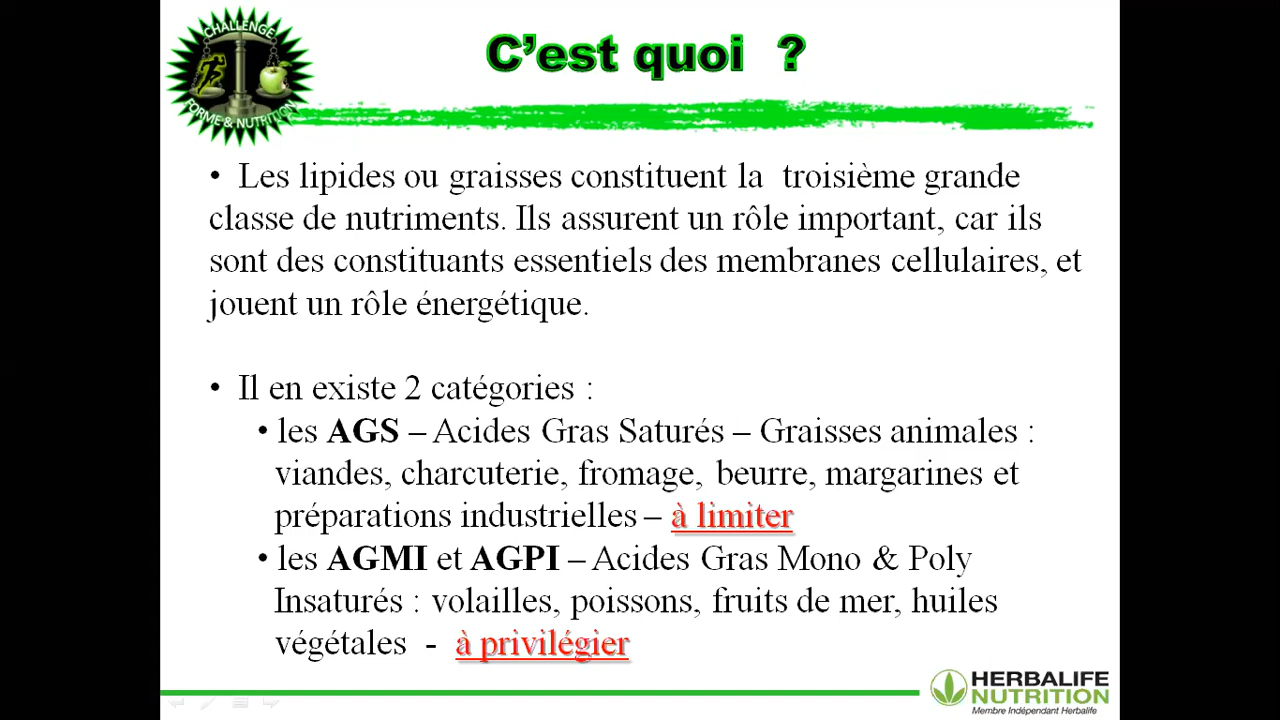 CHALLENGE
FORME & NUTRITION
C’est quoi ?
• Les lipides ou graisses constituent la troisième grande
classe de nutriments. Ils assurent un rôle important, car ils
sont des constituants essentiels des membranes cellulaires, et
jouent un rôle énergétique.
• Il en existe 2 catégories :
• les AGS – Acides Gras Saturés – Graisses animales :
viandes, charcuterie, fromage, beurre, margarines et
préparations industrielles – à limiter
• les AGMI et AGPI – Acides Gras Mono & Poly
Insaturés : volailles, poissons, fruits de mer, huiles
végétales - à privilégier
HERBALIFE
NUTRITION
Membre Indépendant Herbalife